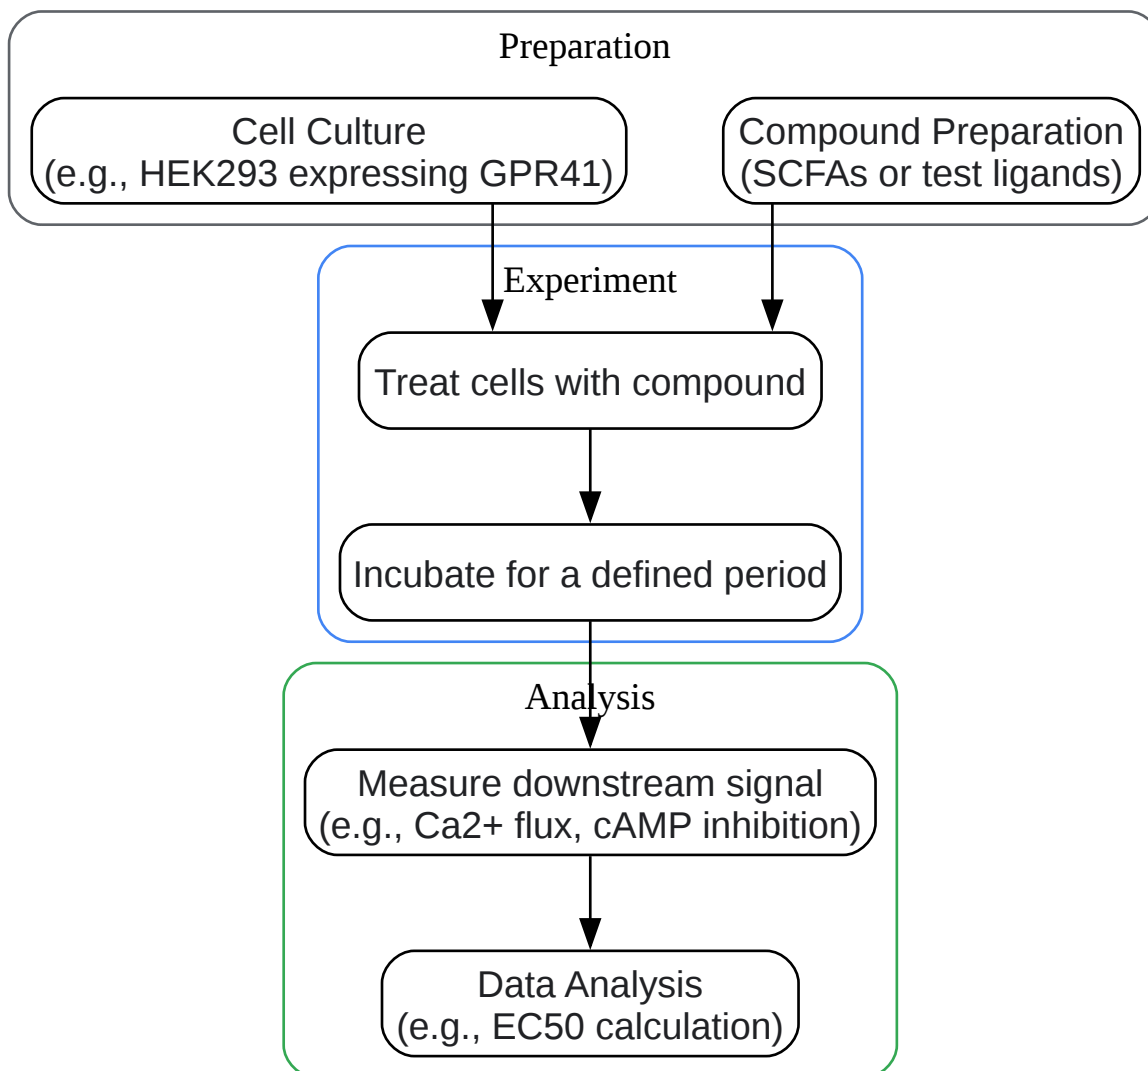 Preparation
Cell Culture
(e.g., HEK293 expressing GPR41)
Compound Preparation
(SCFAs or test ligands)
Experiment
Treat cells with compound
Incubate for a defined period
Analysis
Measure downstream signal
(e.g., Ca2+ flux, cAMP inhibition)
Data Analysis
(e.g., EC50 calculation)